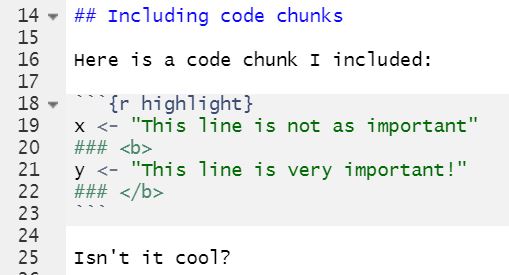 14 ## Including code chunks
15
16 Here is a code chunk I included:
17
18 ```{r highlight}
19 x <- "This line is not as important"
20 ### <b>
21 y <- "This line is very important!"
22 ### </b>
23 ```
24
25 Isn't it cool?